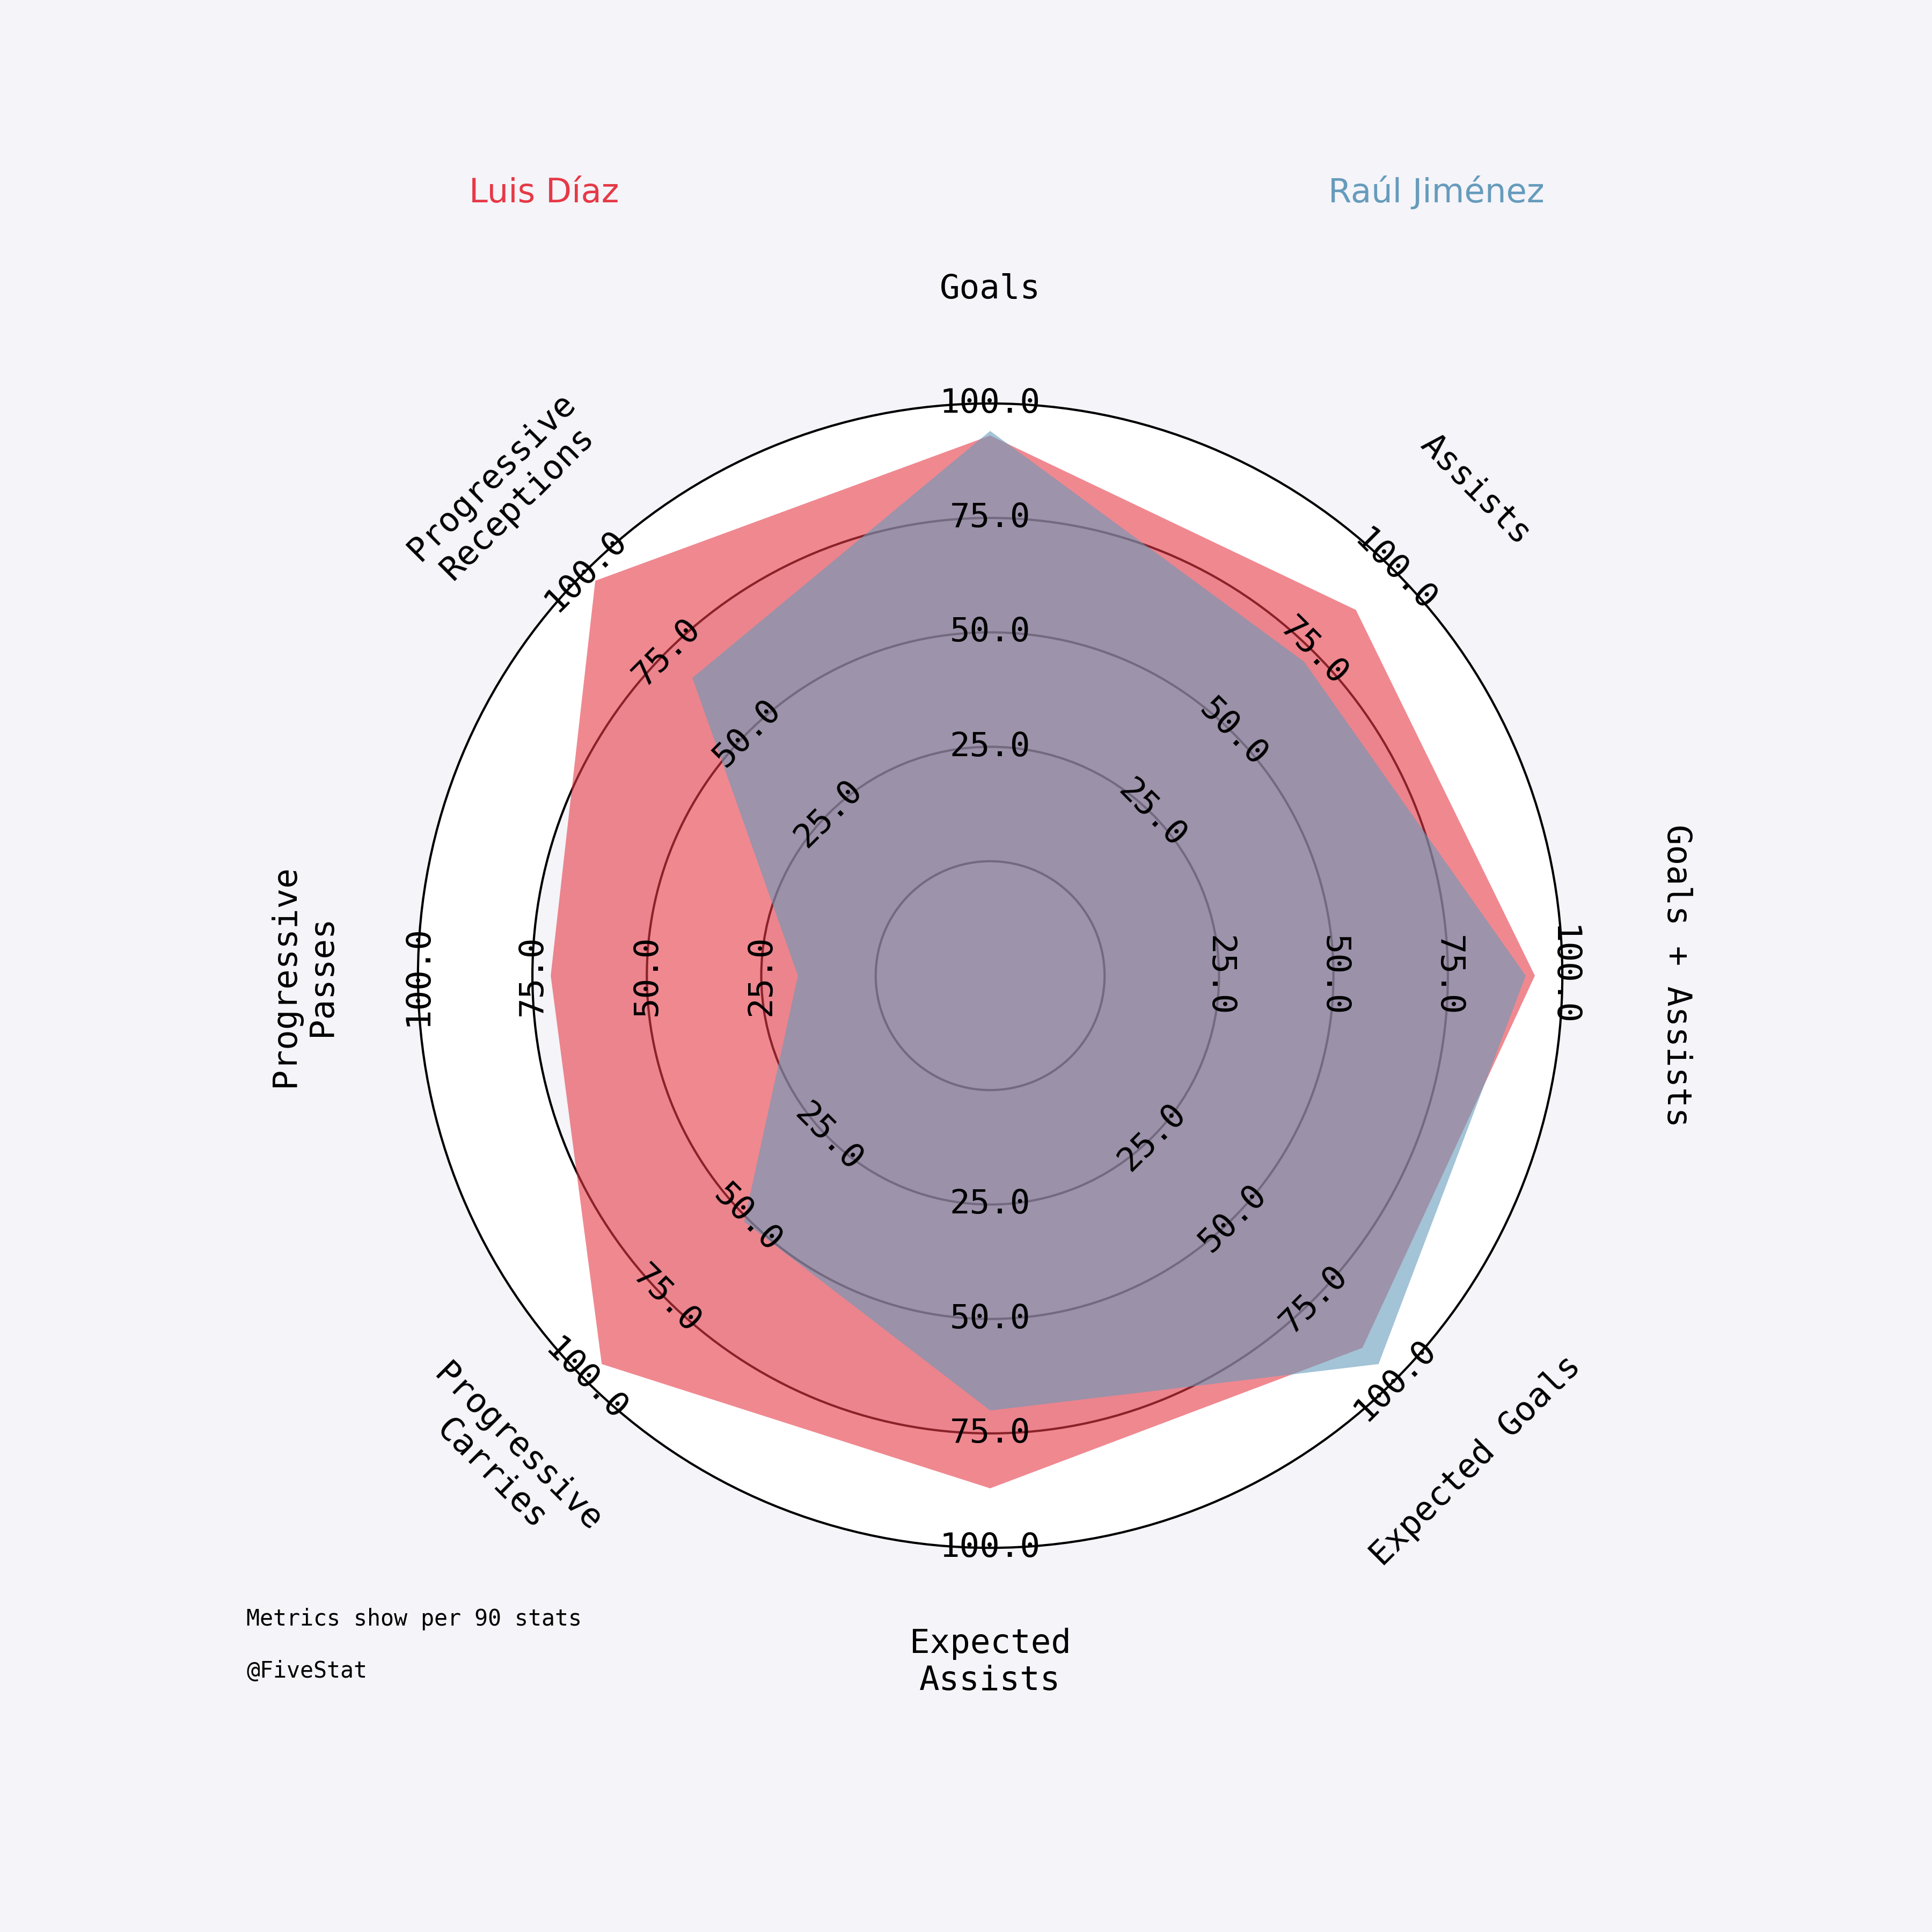 Luis Díaz
Raúl Jiménez
Goals
Assists
Goals + Assists
Expected Goals
Expected
Assists
Progressive
Carries
Progressive
Passes
Progressive
Receptions
100.0
75.0
50.0
25.0
100.0
75.0
50.0
25.0
100.0
75.0
50.0
25.0
100.0
75.0
50.0
25.0
100.0
75.0
50.0
25.0
100.0
75.0
50.0
25.0
100.0
75.0
50.0
25.0
100.0
75.0
50.0
25.0
Metrics show per 90 stats
@FiveStat